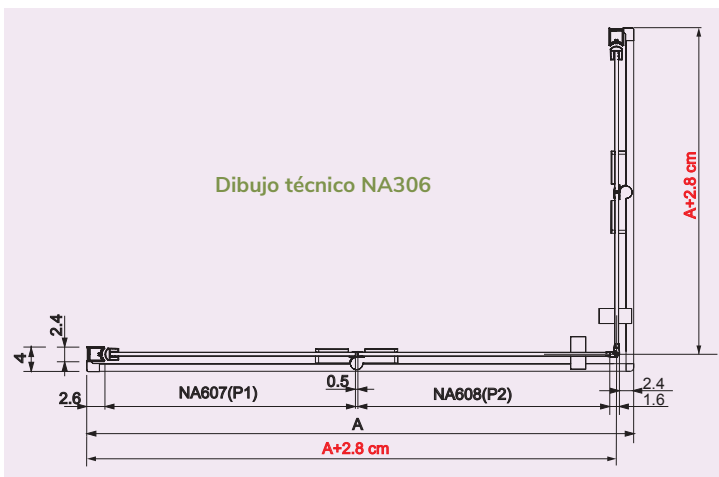 A+2.8 cm
Dibujo técnico NA306
2.4
4
2.6
NA607(P1)
0.5
NA608(P2)
2.4
1.6
A
A+2.8 cm